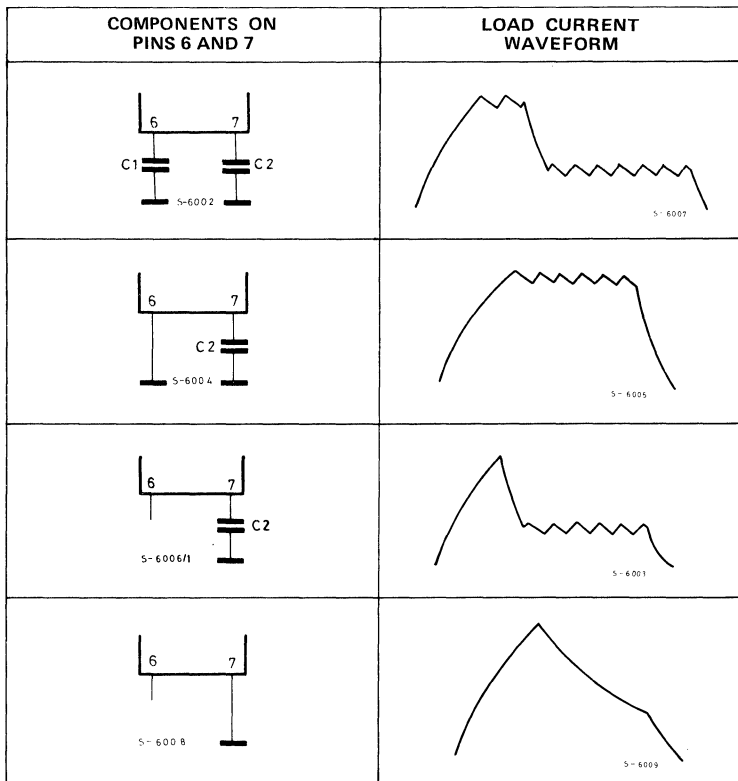 COMPONENTS ON
PINS 6 AND 7
LOAD CURRENT
WAVEFORM
6 7
C1 C2
S-6002
S-6007
6 7
C2
S-6004
S-6005
6 7
C2
S-6006/1
S-6003
6 7
S-6008
S-6009